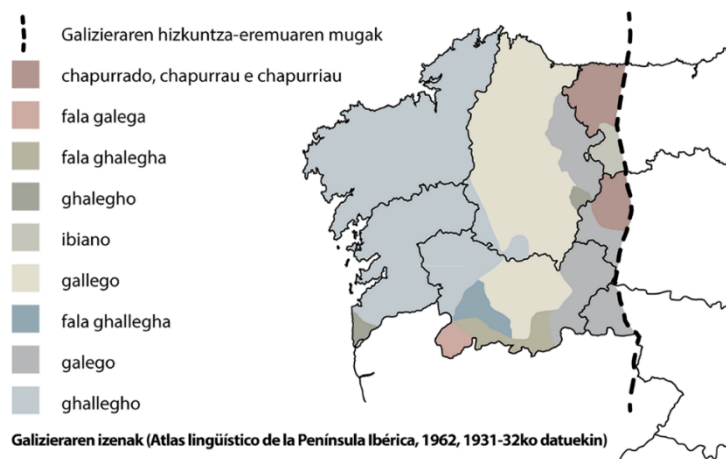 Galizieraren hizkuntza-eremuaren mugak
chapurrado, chapurrau e chapurriau
fala galega
fala ghalegha
ghalegho
ibiano
gallego
fala ghallegha
galego
ghallegho
Galizieraren izenak (Atlas lingüístico de la Península Ibérica, 1962, 1931-32ko datuekin)